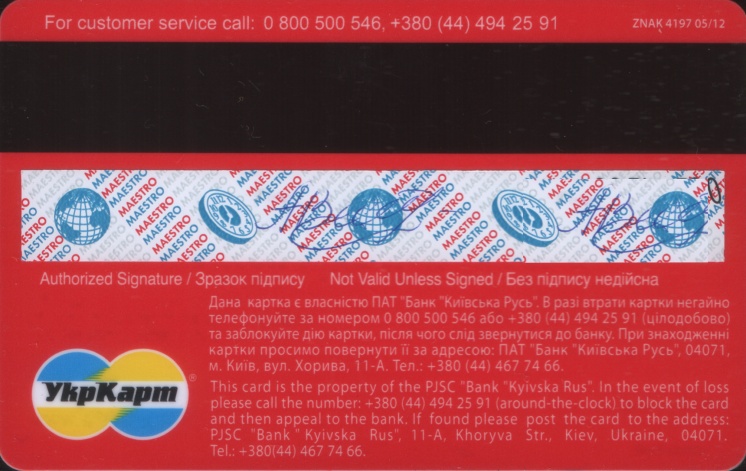 For customer service call: 0 800 500 546, +380 (44) 494 25 91
ZNAK 4197 05/12
MAESTRO
Authorized Signature / Зразок підпису Not Valid Unless Signed / Без підпису недійсна
Дана картка є власністю ПАТ "Банк "Київська Русь". В разі втрати картки негайно
телефонуйте за номером 0 800 500 546 або +380 (44) 494 25 91 (цілодобово)
та заблокуйте дію картки, після чого слід звернутися до банку. При знаходженні
картки просимо повернути її за адресою: ПАТ "Банк "Київська Русь", 04071,
м. Київ, вул. Хорива, 11-А. Тел.: +38 (044) 467 74 66.
УкрКарт
®
This card is the property of the PJSC "Bank "Kyivska Rus". In the event of loss
please call the number: +380 (44) 494 25 91 (around-the-clock) to block the card
and then appeal to the bank. If found please post the card to the address:
PJSC "Bank " Kyivska Rus", 11-A, Khoryva Str., Kiev, Ukraine, 04071.
Tel.: +380(44) 467 74 66.